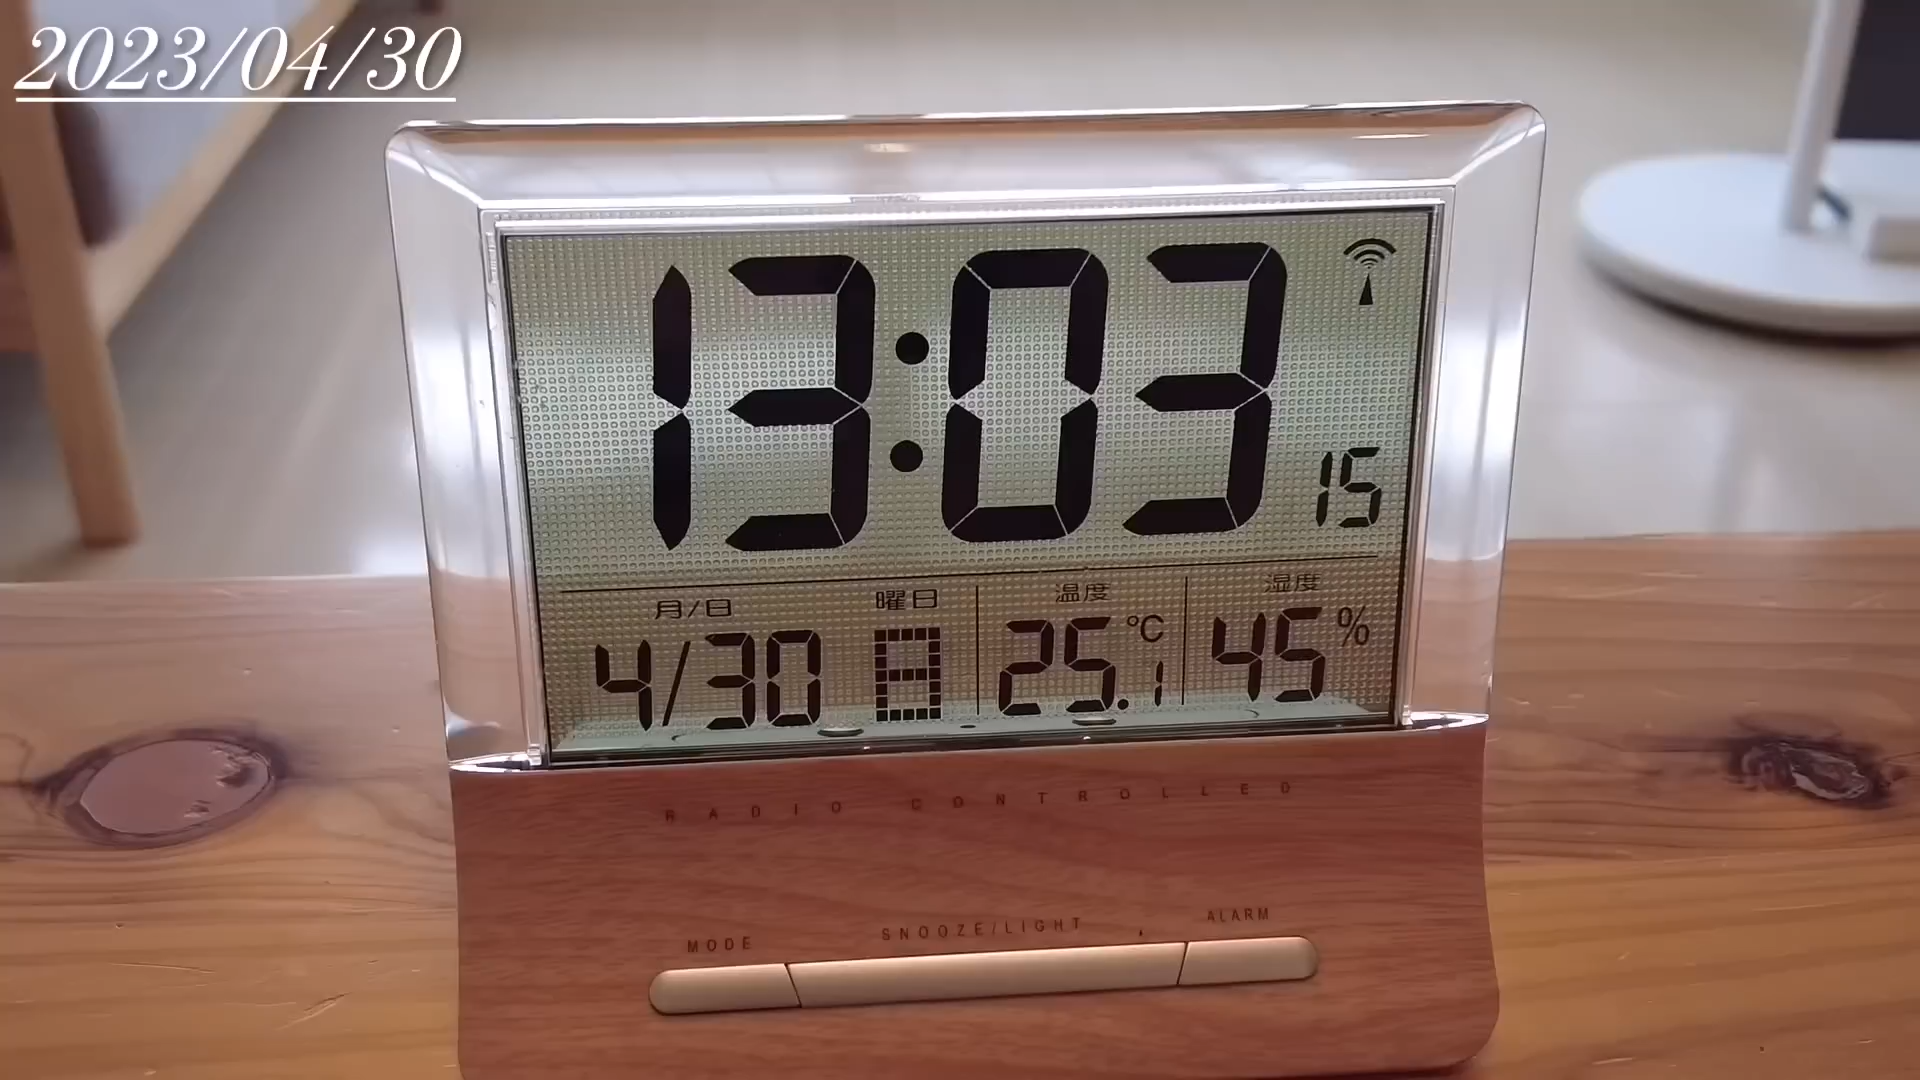 2023/04/30
13:03 15
月/日 曜日 温度 湿度
4/30 日 25.1 °C 45 %
RADIO CONTROLLED
MODE SNOOZE/LIGHT ALARM